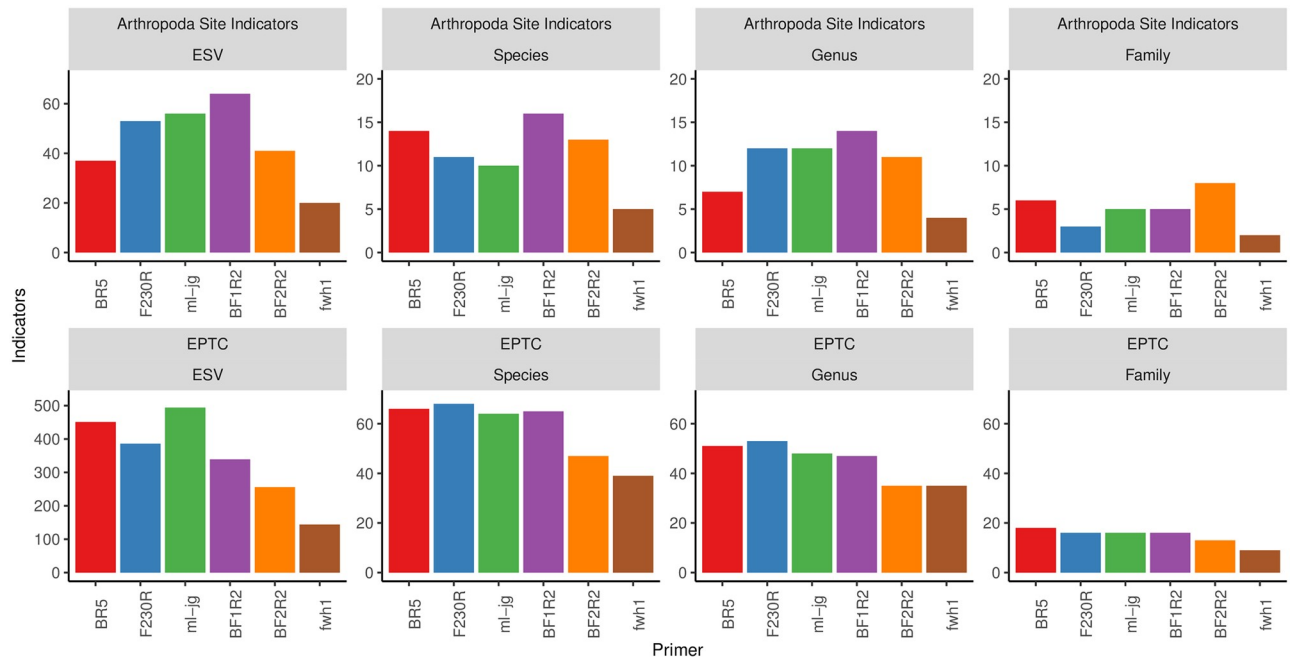 Arthropoda Site Indicators
ESV
Arthropoda Site Indicators
Species
Arthropoda Site Indicators
Genus
Arthropoda Site Indicators
Family
60
40
20
0
20
15
10
5
0
20
15
10
5
0
20
15
10
5
0
BR5
F230R
ml−jg
BF1R2
BF2R2
fwh1
BR5
F230R
ml−jg
BF1R2
BF2R2
fwh1
BR5
F230R
ml−jg
BF1R2
BF2R2
fwh1
BR5
F230R
ml−jg
BF1R2
BF2R2
fwh1
Indicators
EPTC
ESV
EPTC
Species
EPTC
Genus
EPTC
Family
500
400
300
200
100
0
60
40
20
0
60
40
20
0
60
40
20
0
BR5
F230R
ml−jg
BF1R2
BF2R2
fwh1
BR5
F230R
ml−jg
BF1R2
BF2R2
fwh1
BR5
F230R
ml−jg
BF1R2
BF2R2
fwh1
BR5
F230R
ml−jg
BF1R2
BF2R2
fwh1
Primer